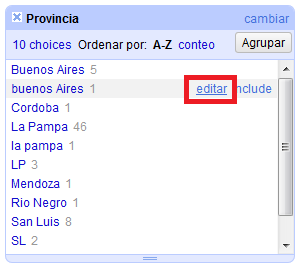 Provincia cambiar
10 choices Ordenar por: A-Z conteo Agrupar
Buenos Aires 5
buenos Aires 1 editar include
Cordoba 1
La Pampa 46
la pampa 1
LP 3
Mendoza 1
Rio Negro 1
San Luis 8
SL 2